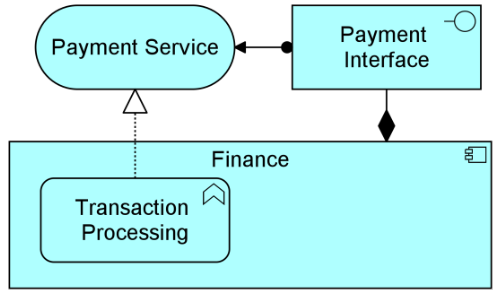 Payment Service
Payment
Interface
Finance
Transaction
Processing